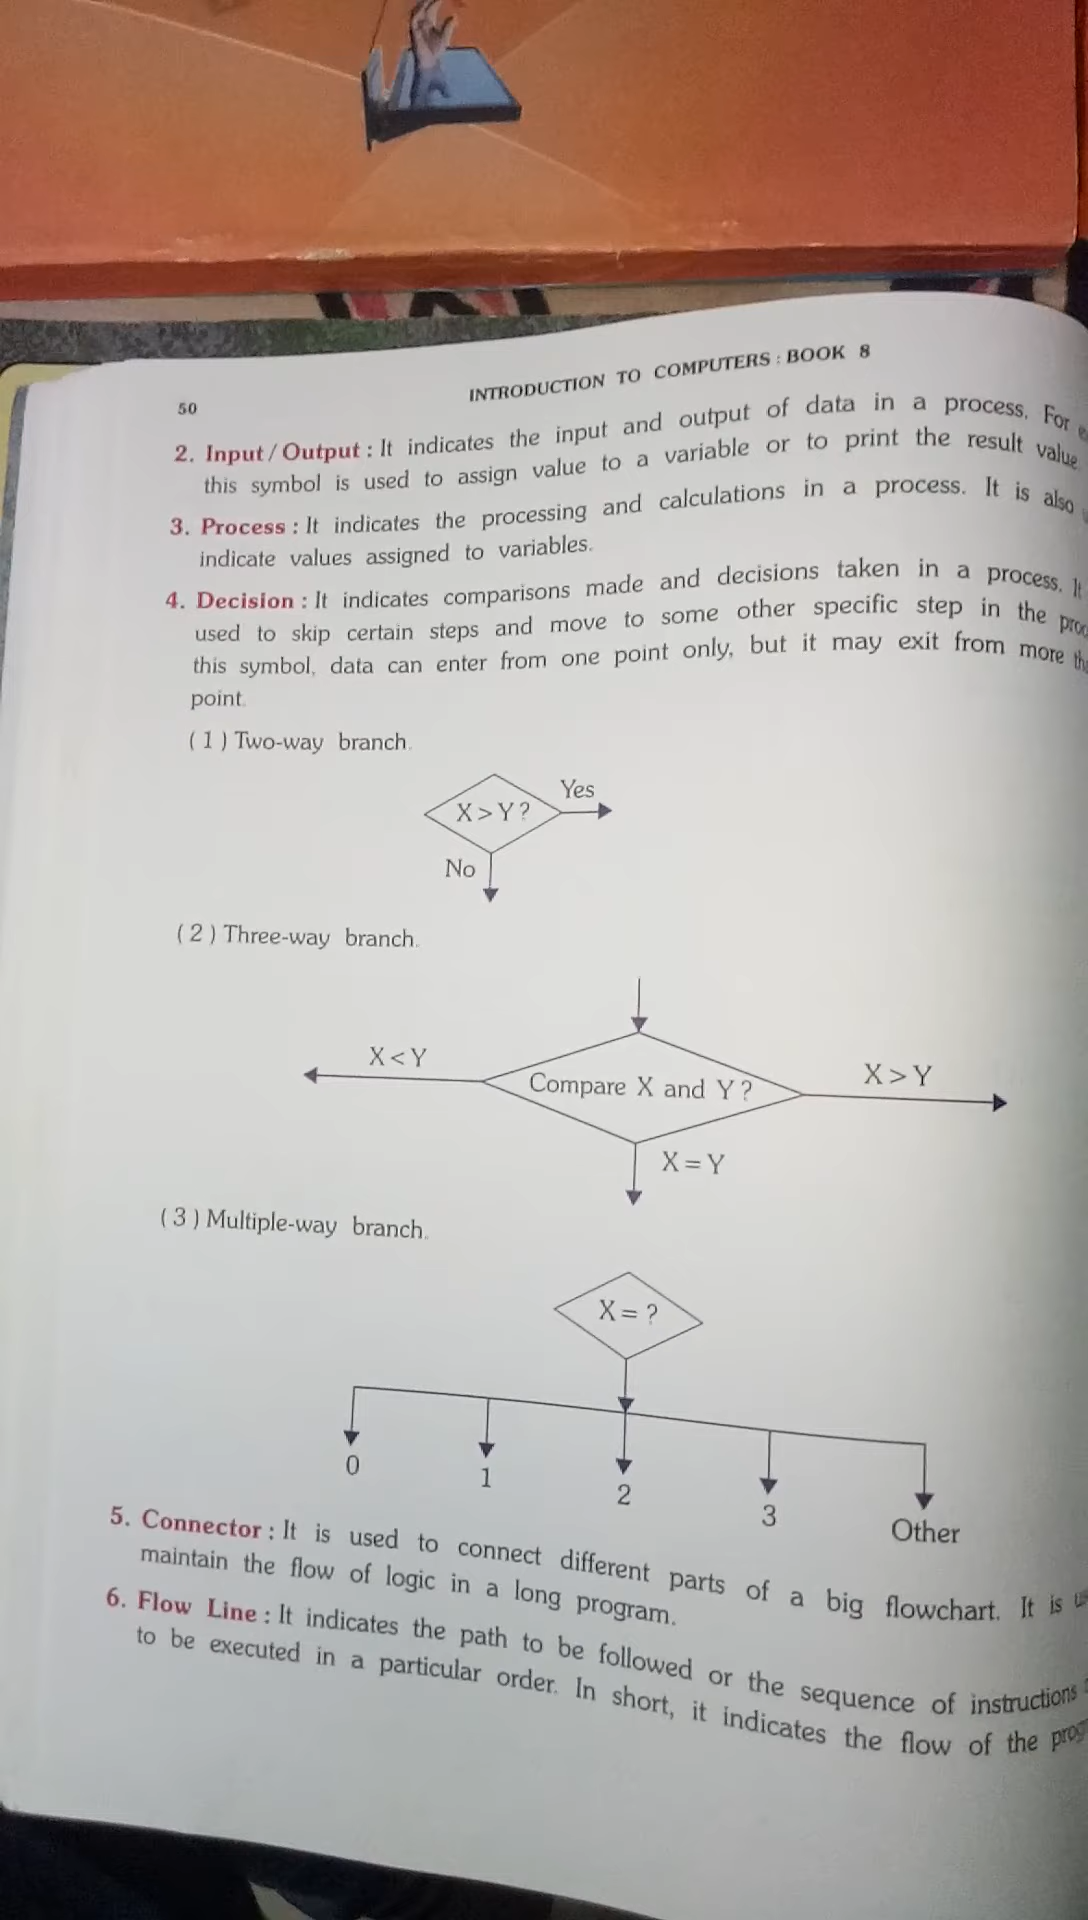 50
INTRODUCTION TO COMPUTERS : BOOK 8
2. Input / Output : It indicates the input and output of data in a process. For
this symbol is used to assign value to a variable or to print the result value
3. Process : It indicates the processing and calculations in a process. It is also
indicate values assigned to variables.
4. Decision : It indicates comparisons made and decisions taken in a process. It
used to skip certain steps and move to some other specific step in the
this symbol, data can enter from one point only, but it may exit from more
point.
( 1 ) Two-way branch.
X > Y ?
Yes
No
( 2 ) Three-way branch.
X < Y
Compare X and Y ?
X > Y
X = Y
( 3 ) Multiple-way branch.
X = ?
0
1
2
3
Other
5. Connector : It is used to connect different parts of a big flowchart. It is
maintain the flow of logic in a long program.
6. Flow Line : It indicates the path to be followed or the sequence of instructions
to be executed in a particular order. In short, it indicates the flow of the